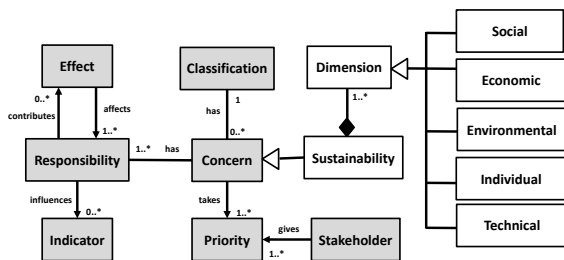 Social
Effect
Classification
Dimension
Economic
0..*
contributes
affects
1..*
1
has
0..*
1..*
Environmental
Responsibility
1..*
has
Concern
Sustainability
Individual
influences
0..*
takes
1..*
Technical
Indicator
Priority
gives
1..*
Stakeholder